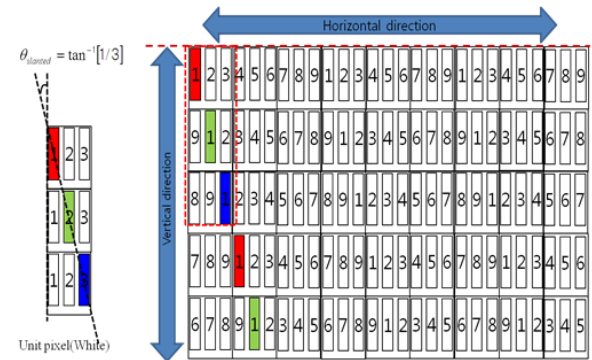 Horizontal direction
θslanted = tan⁻¹[1/3]
Vertical direction
1 2 3 4 5 6 7 8 9 1 2 3 4 5 6 7 8 9 1 2 3 4 5 6 7 8 9
9 1 2 3 4 5 6 7 8 9 1 2 3 4 5 6 7 8 9 1 2 3 4 5 6 7 8
8 9 1 2 3 4 5 6 7 8 9 1 2 3 4 5 6 7 8 9 1 2 3 4 5 6 7
7 8 9 1 2 3 4 5 6 7 8 9 1 2 3 4 5 6 7 8 9 1 2 3 4 5 6
6 7 8 9 1 2 3 4 5 6 7 8 9 1 2 3 4 5 6 7 8 9 1 2 3 4 5
1 2 3
1 2 3
1 2 3
Unit pixel(White)